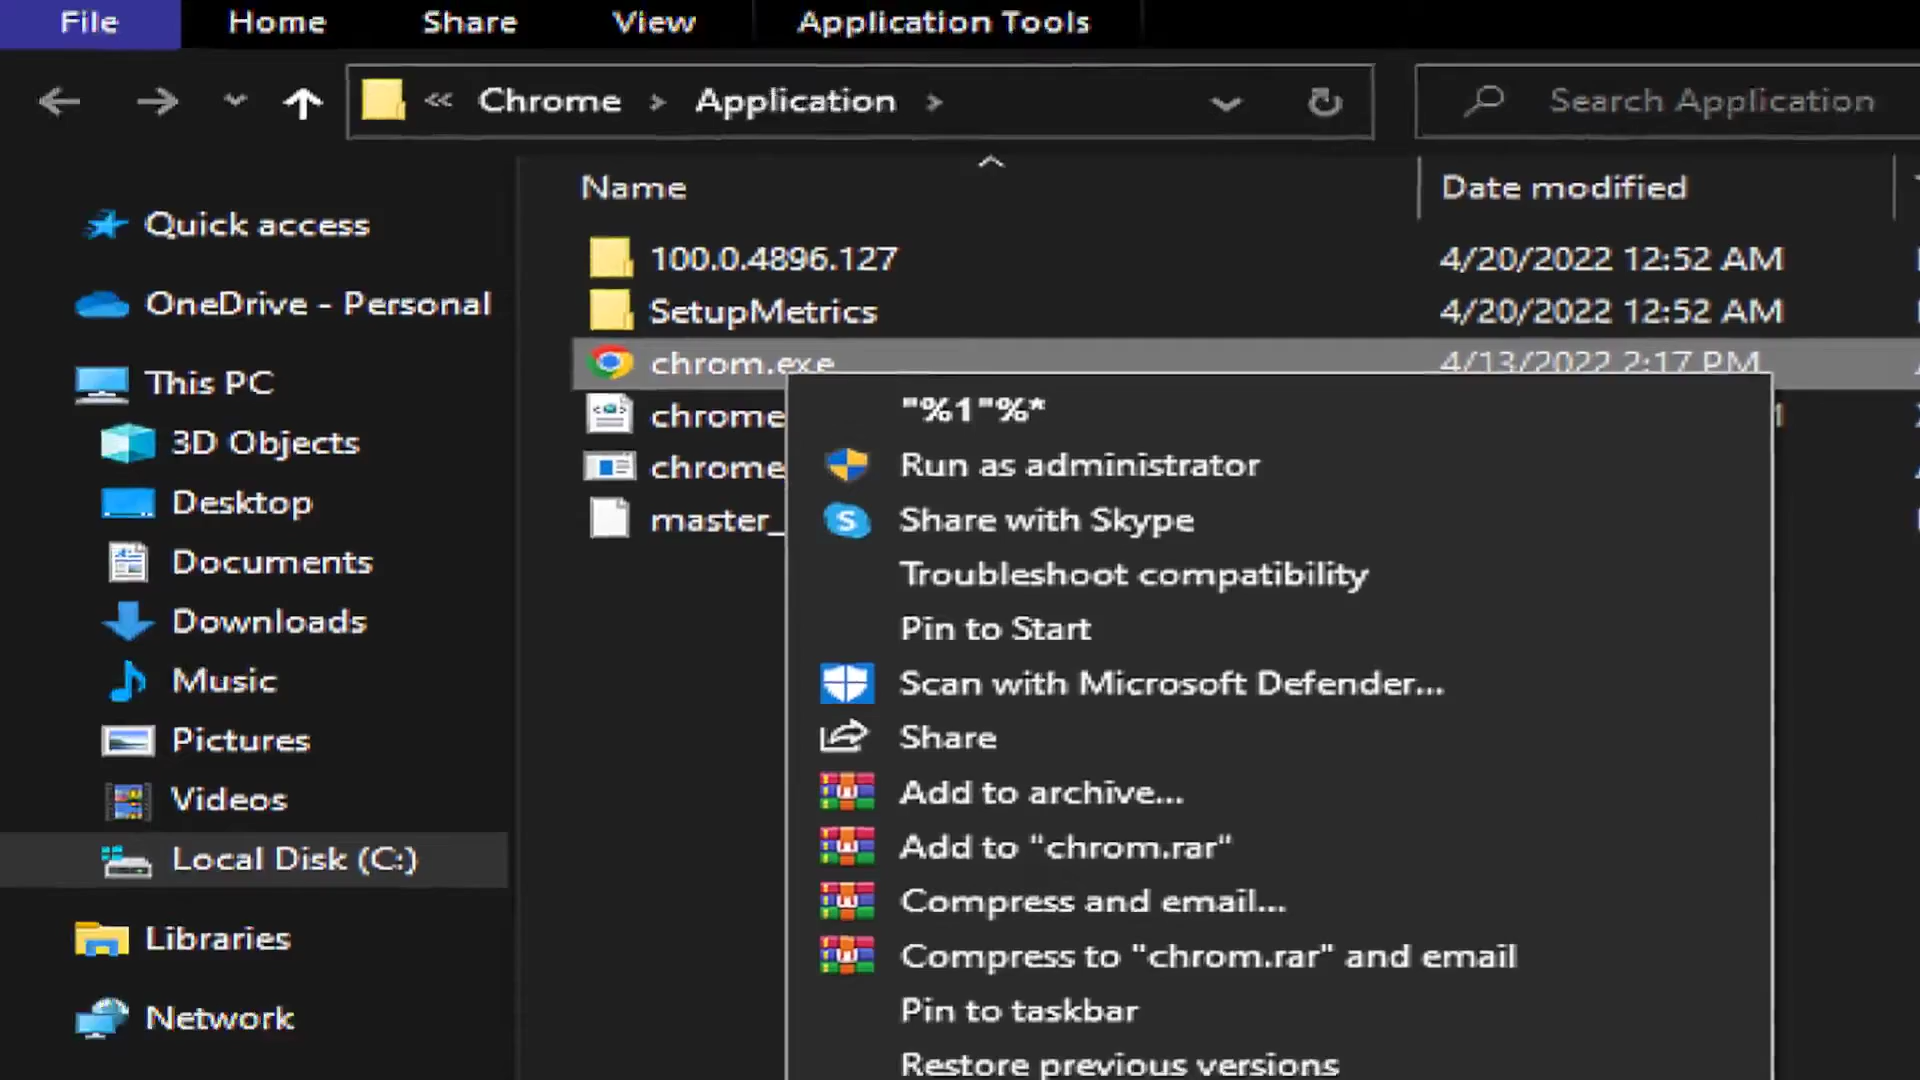 File Home Share View Application Tools
« Chrome > Application > Search Application
Name Date modified
Quick access
OneDrive - Personal
This PC
3D Objects
Desktop
Documents
Downloads
Music
Pictures
Videos
Local Disk (C:)
Libraries
Network
100.0.4896.127 4/20/2022 12:52 AM
SetupMetrics 4/20/2022 12:52 AM
chrom.exe 4/13/2022 2:17 PM
chrome
chrome
master_
"%1"%*
Run as administrator
S
Share with Skype
Troubleshoot compatibility
Pin to Start
Scan with Microsoft Defender...
Share
Add to archive...
Add to "chrom.rar"
Compress and email...
Compress to "chrom.rar" and email
Pin to taskbar
Restore previous versions